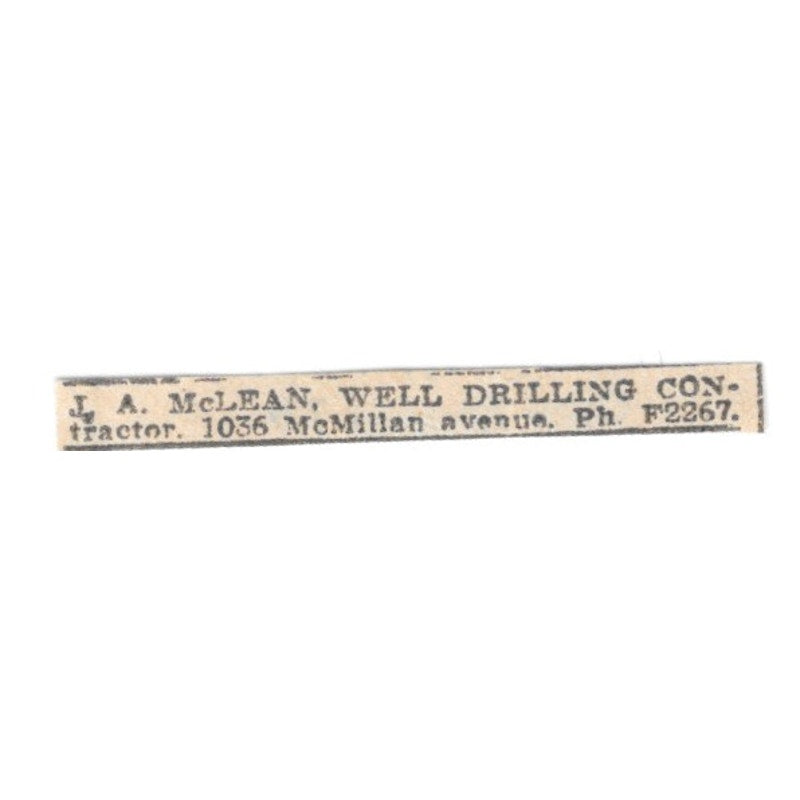 J. A. McLEAN, WELL DRILLING CON-
tractor. 1036 McMillan avenue. Ph. F2267.